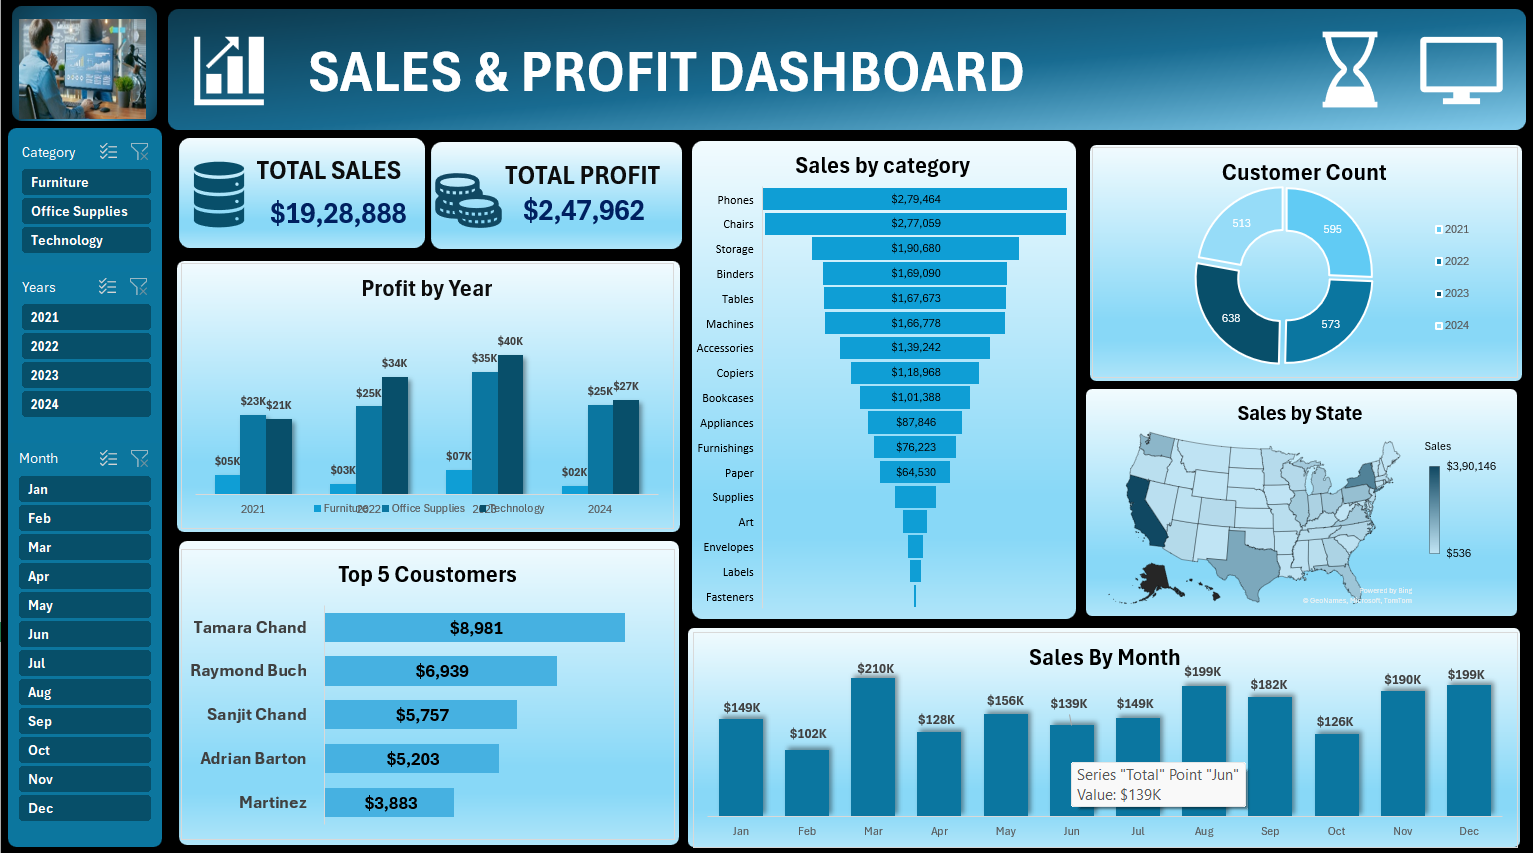 SALES & PROFIT DASHBOARD
Category
Furniture
Office Supplies
Technology
Years
2021
2022
2023
2024
Month
Jan
Feb
Mar
Apr
May
Jun
Jul
Aug
Sep
Oct
Nov
Dec
TOTAL SALES
$19,28,888
TOTAL PROFIT
$2,47,962
Profit by Year
$05K $23K $21K
$03K $25K $34K
$07K $35K $40K
$02K $25K $27K
2021 2022 2023 2024
Furniture Office Supplies Technology
Top 5 Coustomers
Tamara Chand $8,981
Raymond Buch $6,939
Sanjit Chand $5,757
Adrian Barton $5,203
Martinez $3,883
Sales by category
Phones $2,79,464
Chairs $2,77,059
Storage $1,90,680
Binders $1,69,090
Tables $1,67,673
Machines $1,66,778
Accessories $1,39,242
Copiers $1,18,968
Bookcases $1,01,388
Appliances $87,846
Furnishings $76,223
Paper $64,530
Supplies
Art
Envelopes
Labels
Fasteners
Customer Count
513 595
638 573
2021
2022
2023
2024
Sales by State
Sales
$3,90,146
$536
Powered by Bing
© GeoNames, Microsoft, TomTom
Sales By Month
$149K $102K $210K $128K $156K $139K $149K $199K $182K $126K $190K $199K
Series "Total" Point "Jun"
Value: $139K
Jan Feb Mar Apr May Jun Jul Aug Sep Oct Nov Dec